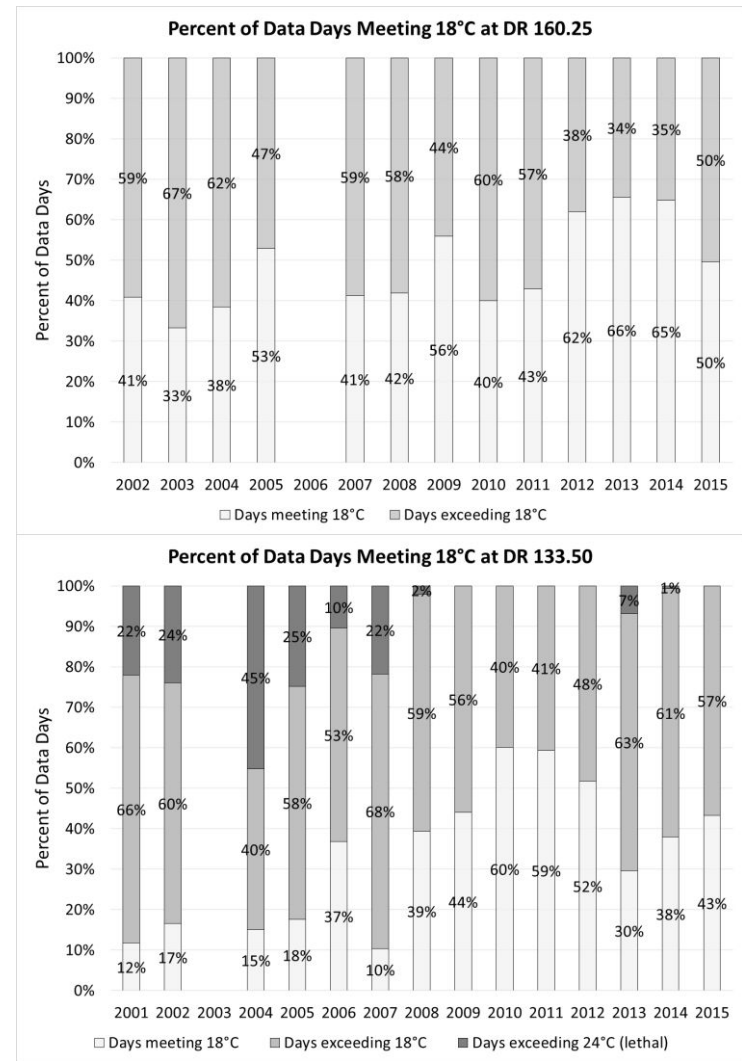 Percent of Data Days Meeting 18°C at DR 160.25
Percent of Data Days
100%
90%
80%
70%
60%
50%
40%
30%
20%
10%
0%
59% 67% 62% 47% 59% 58% 44% 60% 57% 38% 34% 35% 50%
41% 33% 38% 53% 41% 42% 56% 40% 43% 62% 66% 65% 50%
2002 2003 2004 2005 2006 2007 2008 2009 2010 2011 2012 2013 2014 2015
Days meeting 18°C Days exceeding 18°C
Percent of Data Days Meeting 18°C at DR 133.50
Percent of Data Days
100%
90%
80%
70%
60%
50%
40%
30%
20%
10%
0%
22% 24% 45% 25% 10% 22% 2% 7% 1%
66% 60% 40% 58% 53% 68% 59% 56% 40% 41% 48% 63% 61% 57%
12% 17% 15% 18% 37% 10% 39% 44% 60% 59% 52% 30% 38% 43%
2001 2002 2003 2004 2005 2006 2007 2008 2009 2010 2011 2012 2013 2014 2015
Days meeting 18°C Days exceeding 18°C Days exceeding 24°C (lethal)